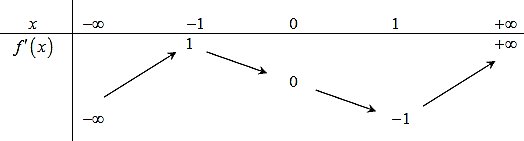 x −∞ −1 0 1 +∞
f′(x) 1 +∞
0
−∞ −1